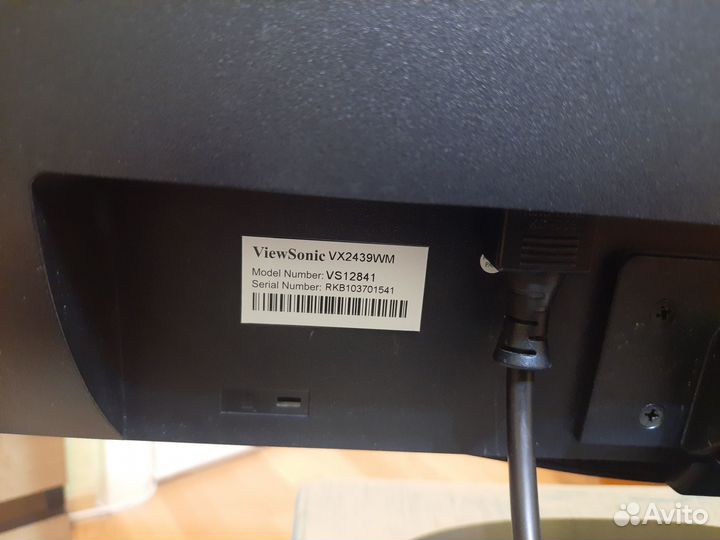 ViewSonic VX2439WM
Model Number: VS12841
Serial Number: RKB103701541
Avito